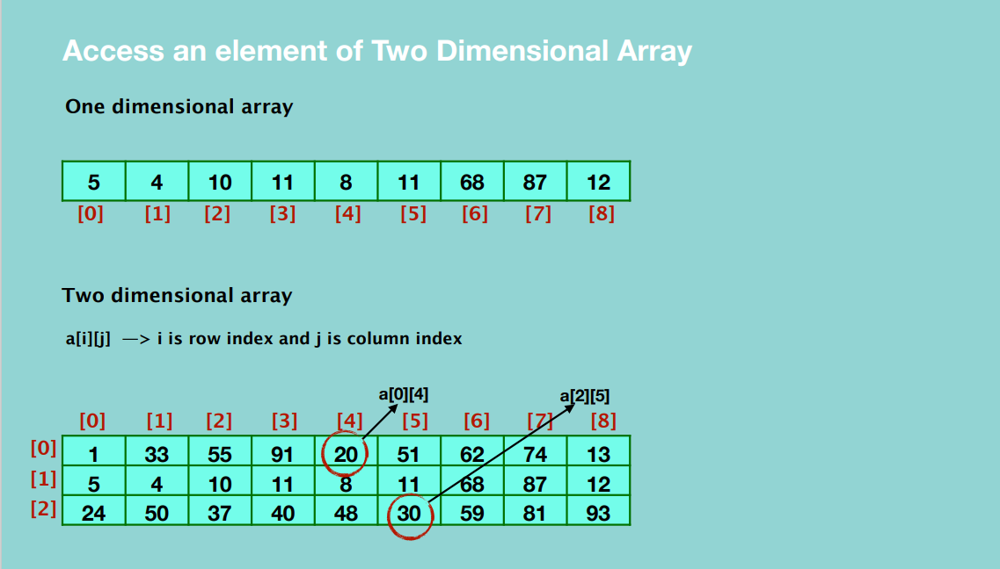 Access an element of Two Dimensional Array
One dimensional array
5 4 10 11 8 11 68 87 12
[0] [1] [2] [3] [4] [5] [6] [7] [8]
Two dimensional array
a[i][j] —> i is row index and j is column index
a[0][4] a[2][5]
[0] [1] [2] [3] [4] [5] [6] [7] [8]
[0] 1 33 55 91 20 51 62 74 13
[1] 5 4 10 11 8 11 68 87 12
[2] 24 50 37 40 48 30 59 81 93